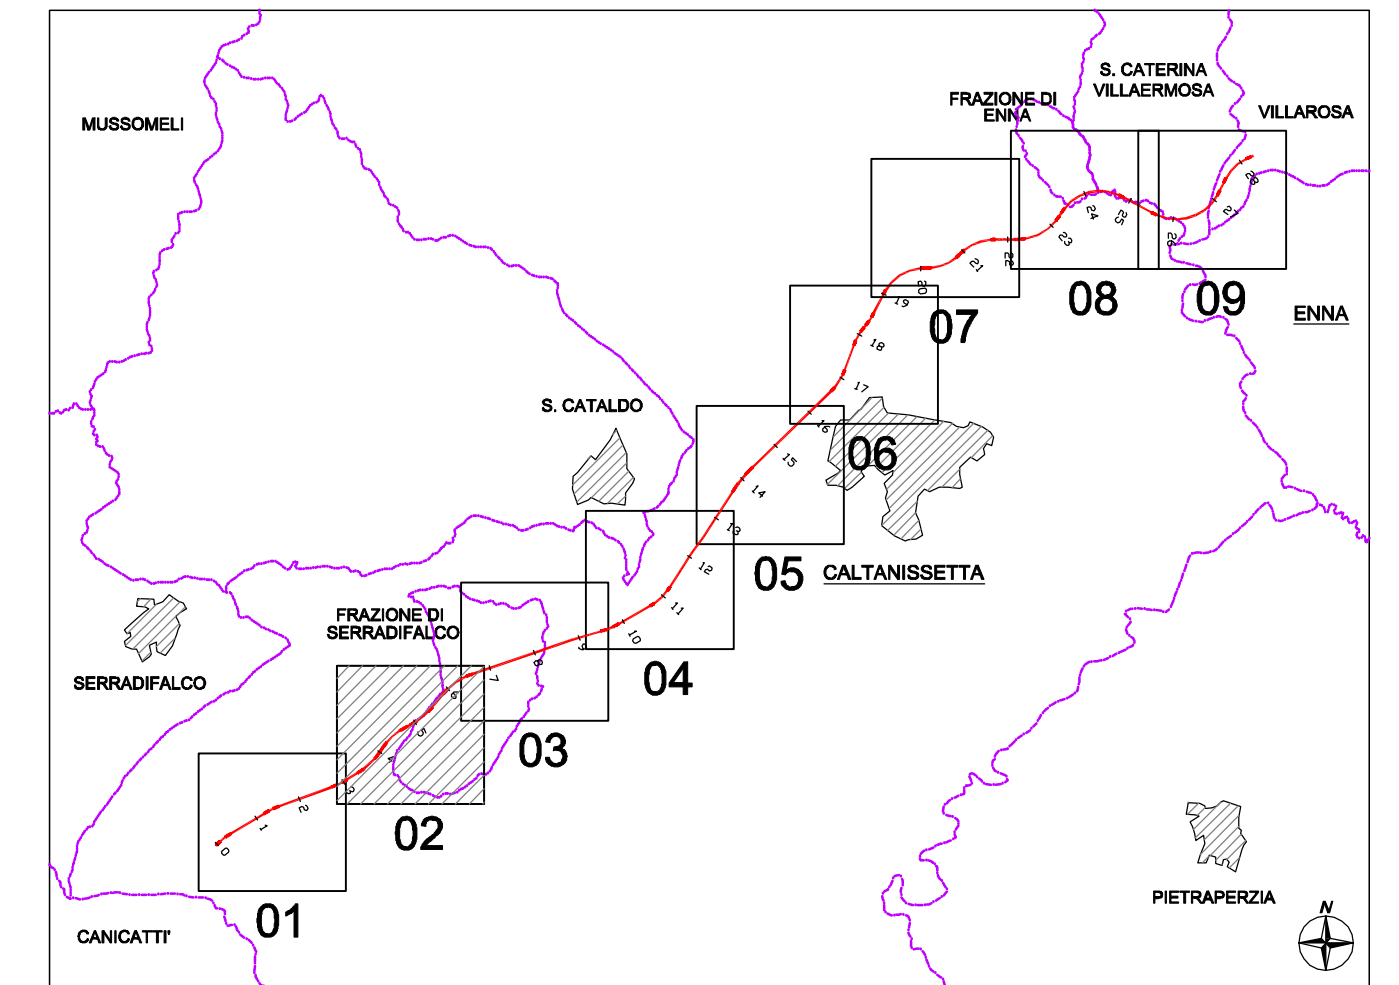 S. CATERINA
VILLAERMOSA
FRAZIONE DI
ENNA
VILLAROSA
MUSSOMELI
28
27
26
25
24
23
22
21
20
19
18
17
16
15
14
13
12
11
10
9
8
7
6
5
4
3
2
1
0
09
08
07
06
05
04
03
02
01
ENNA
S. CATALDO
CALTANISSETTA
FRAZIONE DI
SERRADIFALCO
SERRADIFALCO
PIETRAPERZIA
CANICATTI'
N